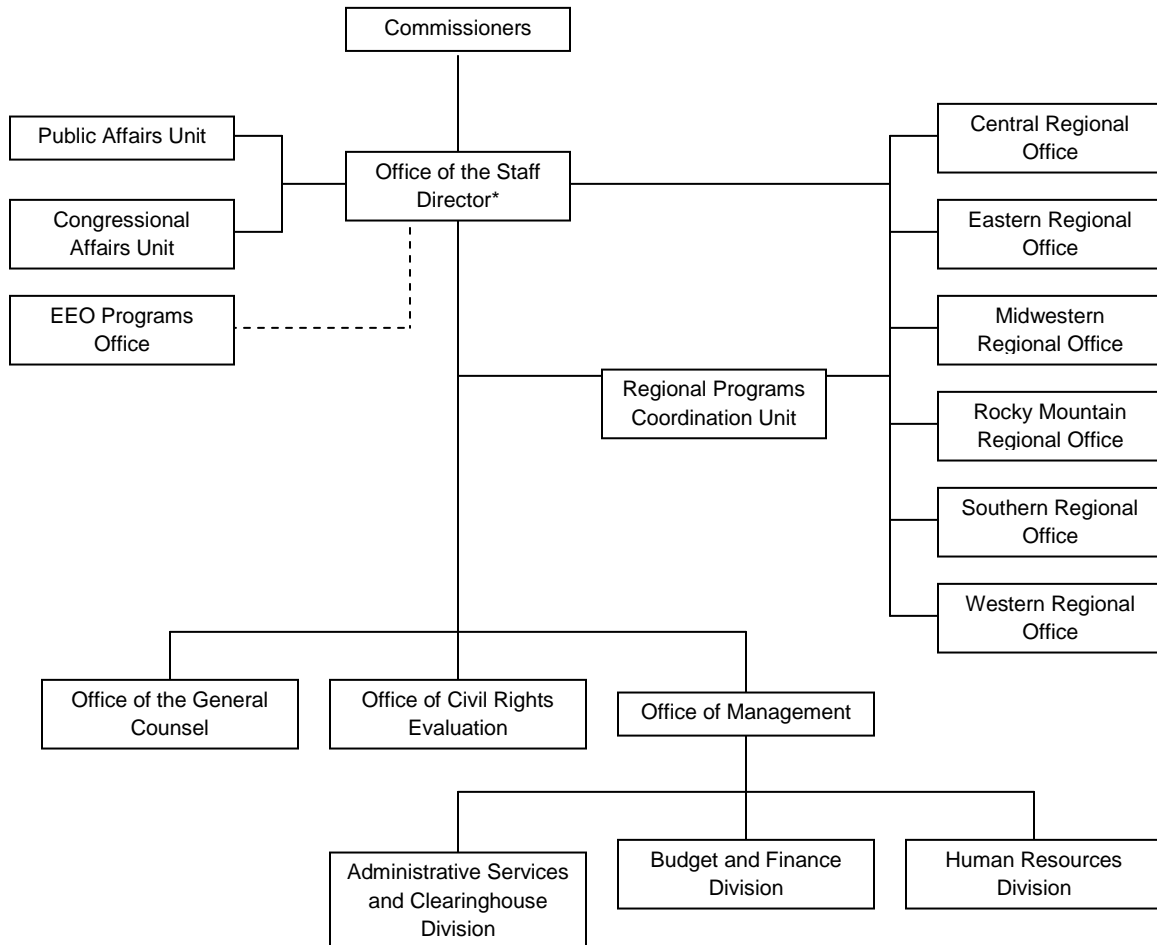 Commissioners
Public Affairs Unit
Office of the Staff
Director*
Congressional
Affairs Unit
EEO Programs
Office
Central Regional
Office
Eastern Regional
Office
Midwestern
Regional Office
Regional Programs
Coordination Unit
Rocky Mountain
Regional Office
Southern Regional
Office
Western Regional
Office
Office of the General
Counsel
Office of Civil Rights
Evaluation
Office of Management
Administrative Services
and Clearinghouse
Division
Budget and Finance
Division
Human Resources
Division